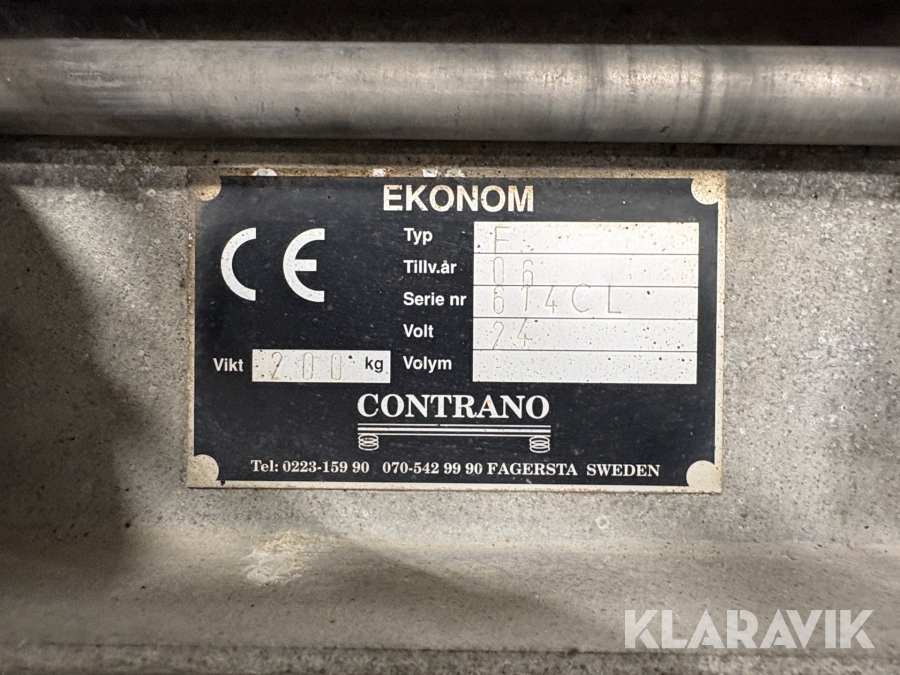 EKONOM
CE
Typ E
Tillv.år 06
Serie nr 614CL
Volt 24
Vikt 200 kg
Volym
CONTRANO
Tel: 0223-159 90 070-542 99 90 FAGERSTA SWEDEN
KLARAVIK